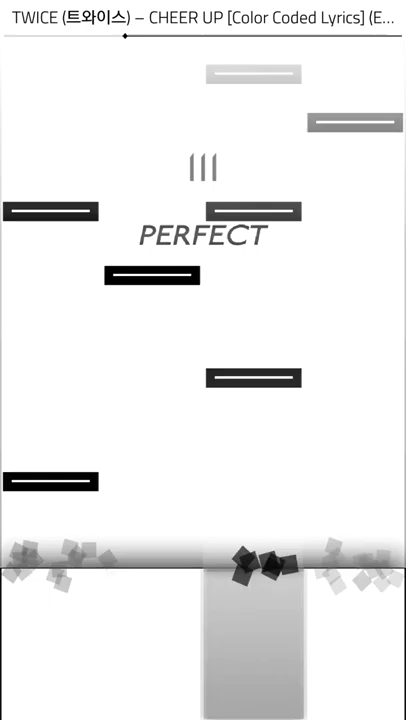 TWICE (트와이스) – CHEER UP [Color Coded Lyrics] (E...
111
PERFECT